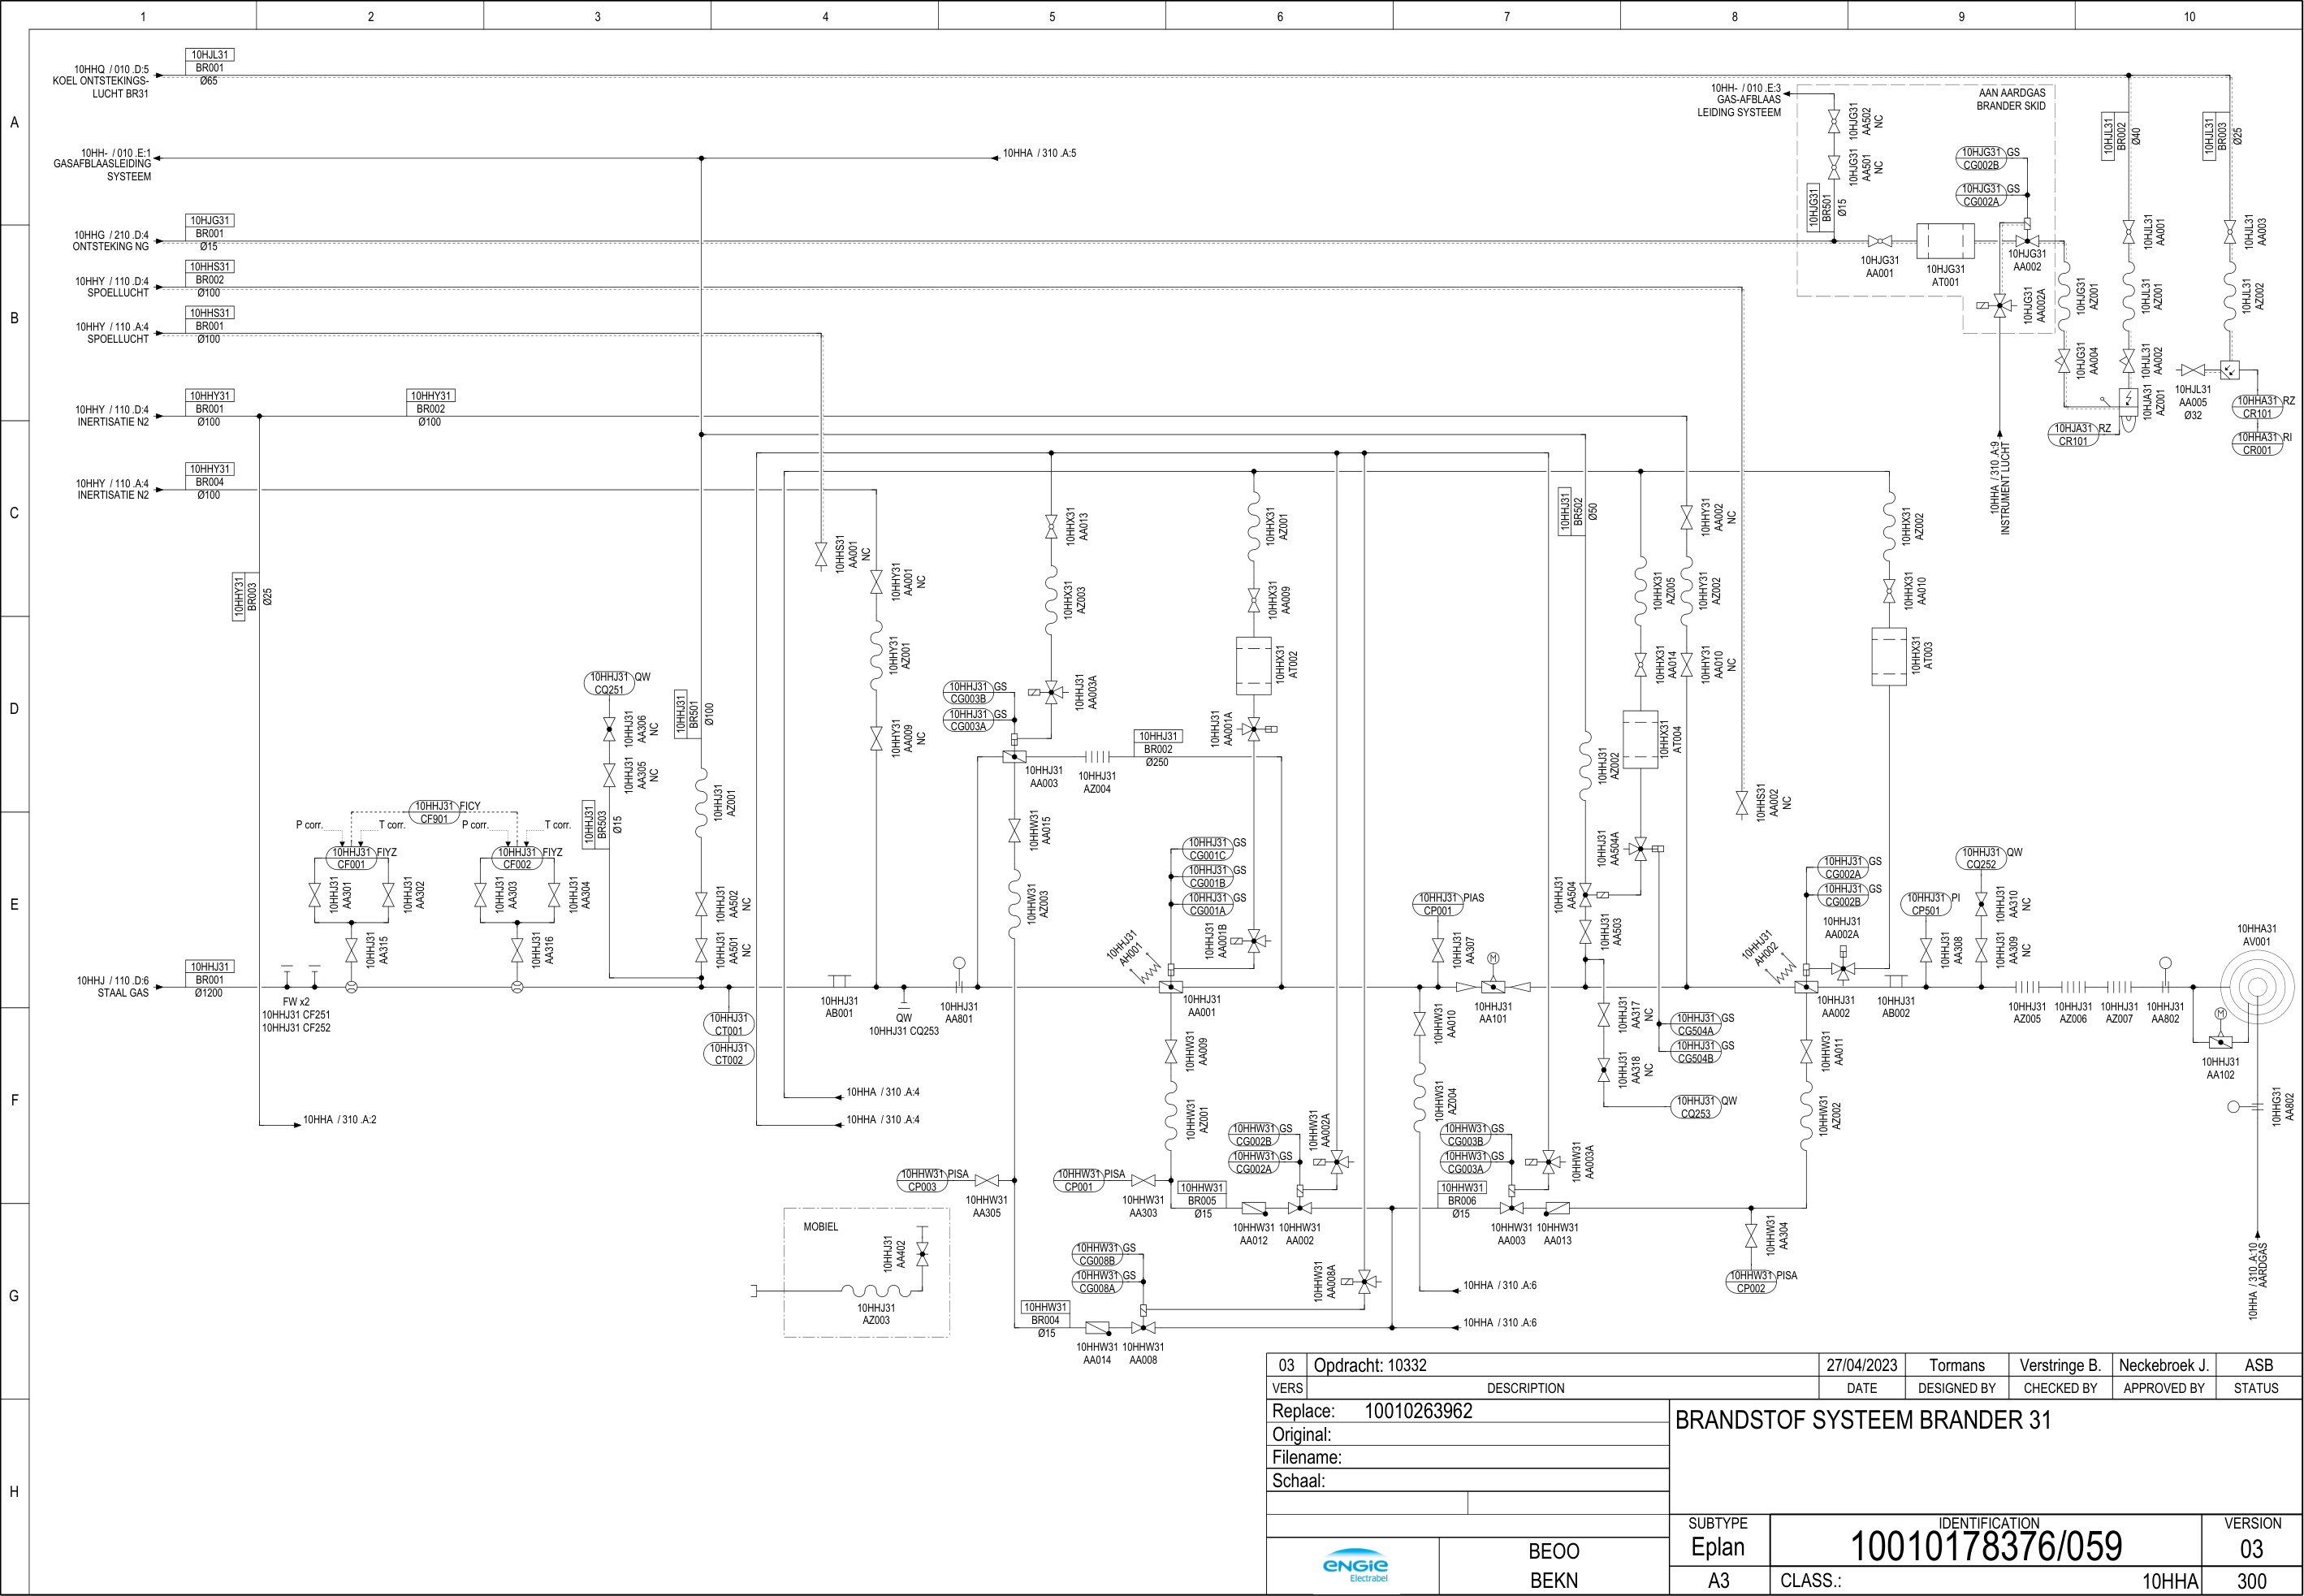 1 2 3 4 5 6 7 8 9 10
A
B
C
D
E
F
G
H
10HJL31
BR001
Ø65
10HHQ / 010 .D:5
KOEL ONTSTEKINGS-
LUCHT BR31
10HH- / 010 .E:1
GASAFBLAASLEIDING
SYSTEEM
10HHA / 310 .A:5
10HJG31
BR001
Ø15
10HHG / 210 .D:4
ONTSTEKING NG
10HHS31
BR002
Ø100
10HHY / 110 .D:4
SPOELLUCHT
10HHS31
BR001
Ø100
10HHY / 110 .A:4
SPOELLUCHT
10HHY31
BR001
Ø100
10HHY / 110 .D:4
INERTISATIE N2
10HHY31
BR002
Ø100
10HHY31
BR004
Ø100
10HHY / 110 .A:4
INERTISATIE N2
10HHY31
BR003
Ø25
10HH- / 010 .E:3
GAS-AFBLAAS
LEIDING SYSTEEM
AAN AARDGAS
BRANDER SKID
10HJG31
AA502
NC
10HJG31
AA501
NC
10HJG31
BR501
Ø15
10HJG31 GS
CG002B
10HJG31 GS
CG002A
10HJG31
AA001
10HJG31
AT001
10HJG31
AA002
10HJG31
AA002A
10HJG31
AZ001
10HJG31
AA004
10HJL31
BR002
Ø40
10HJL31
BR003
Ø25
10HJL31
AA001
10HJL31
AA003
10HJL31
AZ001
10HJL31
AZ002
10HJL31
AA002
10HJA31
AZ001
10HJL31
AA005
Ø32
10HJA31 RZ
CR101
10HHA31 RZ
CR101
10HHA31 RI
CR001
10HHA / 310 .A:9
INSTRUMENT LUCHT
10HHS31
AA001
NC
10HHY31
AA001
NC
10HHY31
AZ001
10HHY31
AA009
NC
10HHX31
AA013
10HHX31
AZ003
10HHJ31
AA003A
10HHJ31 GS
CG003B
10HHJ31 GS
CG003A
10HHJ31
AA003
10HHJ31
AZ004
10HHJ31
BR002
Ø250
10HHX31
AZ001
10HHX31
AA009
10HHX31
AT002
10HHJ31
AA001A
10HHJ31
BR502
Ø50
10HHX31
AZ005
10HHX31
AA014
10HHX31
AT004
10HHY31
AA002
NC
10HHY31
AZ002
10HHY31
AA010
NC
10HHS31
AA002
NC
10HHX31
AZ002
10HHX31
AA010
10HHX31
AT003
10HHJ31 QW
CQ251
10HHJ31
AA306
NC
10HHJ31
AA305
NC
10HHJ31
BR503
Ø15
10HHJ31
BR501
Ø100
10HHJ31
AZ001
10HHJ31
AA502
NC
10HHJ31
AA501
NC
10HHJ31 FICY
CF901
P corr.
T corr.
P corr.
T corr.
10HHJ31 FIYZ
CF001
10HHJ31 FIYZ
CF002
10HHJ31
AA301
10HHJ31
AA302
10HHJ31
AA303
10HHJ31
AA304
10HHJ31
AA315
10HHJ31
AA316
10HHJ / 110 .D:6
STAAL GAS
10HHJ31
BR001
Ø1200
FW x2
10HHJ31 CF251
10HHJ31 CF252
10HHJ31
CT001
10HHJ31
CT002
10HHJ31
AB001
QW
10HHJ31 CQ253
10HHJ31
AA801
10HHW31
AA015
10HHW31
AZ003
10HHJ31
AH001
10HHJ31 GS
CG001C
10HHJ31 GS
CG001B
10HHJ31 GS
CG001A
10HHJ31
AA001B
10HHJ31
AA001
10HHJ31 PIAS
CP001
10HHJ31
AA307
M
10HHJ31
AA101
10HHJ31
AZ002
10HHJ31
AA504A
10HHJ31
AA504
10HHJ31
AA503
10HHJ31
AA317
NC
10HHJ31
AA318
NC
10HHJ31 GS
CG504A
10HHJ31 GS
CG504B
10HHJ31 QW
CQ253
10HHJ31 GS
CG002A
10HHJ31 GS
CG002B
10HHJ31
AA002A
10HHJ31
AH002
10HHJ31
AA002
10HHJ31
AB002
10HHJ31 PI
CP501
10HHJ31
AA308
10HHJ31 QW
CQ252
10HHJ31
AA310
NC
10HHJ31
AA309
NC
10HHJ31
AZ005
10HHJ31
AZ006
10HHJ31
AZ007
10HHJ31
AA802
10HHA31
AV001
M
10HHJ31
AA102
10HHG31
AA802
10HHA / 310 .A:10
AARDGAS
10HHA / 310 .A:2
10HHA / 310 .A:4
10HHA / 310 .A:4
10HHW31
AA009
10HHW31
AZ001
10HHW31
AA010
10HHW31
AZ004
10HHW31
AA011
10HHW31
AZ002
10HHW31 PISA
CP003
10HHW31
AA305
10HHW31 PISA
CP001
10HHW31
AA303
10HHW31
BR005
Ø15
10HHW31
AA012
10HHW31
AA002
10HHW31 GS
CG002B
10HHW31 GS
CG002A
10HHW31
AA002A
10HHW31 GS
CG003B
10HHW31 GS
CG003A
10HHW31
BR006
Ø15
10HHW31
AA003
10HHW31
AA013
10HHW31
AA003A
10HHW31
AA304
10HHW31 PISA
CP002
MOBIEL
10HHJ31
AA402
10HHJ31
AZ003
10HHW31 GS
CG008B
10HHW31 GS
CG008A
10HHW31
AA008A
10HHW31
BR004
Ø15
10HHW31
AA014
10HHW31
AA008
10HHA / 310 .A:6
10HHA / 310 .A:6
03 Opdracht: 10332 27/04/2023 Tormans Verstringe B. Neckebroek J. ASB
VERS DESCRIPTION DATE DESIGNED BY CHECKED BY APPROVED BY STATUS
Replace: 10010263962
Original:
Filename:
Schaal:
BRANDSTOF SYSTEEM BRANDER 31
ENGIE
Electrabel
BEOO
BEKN
SUBTYPE
Eplan
A3
IDENTIFICATION
10010178376/059
CLASS.: 10HHA
VERSION
03
300